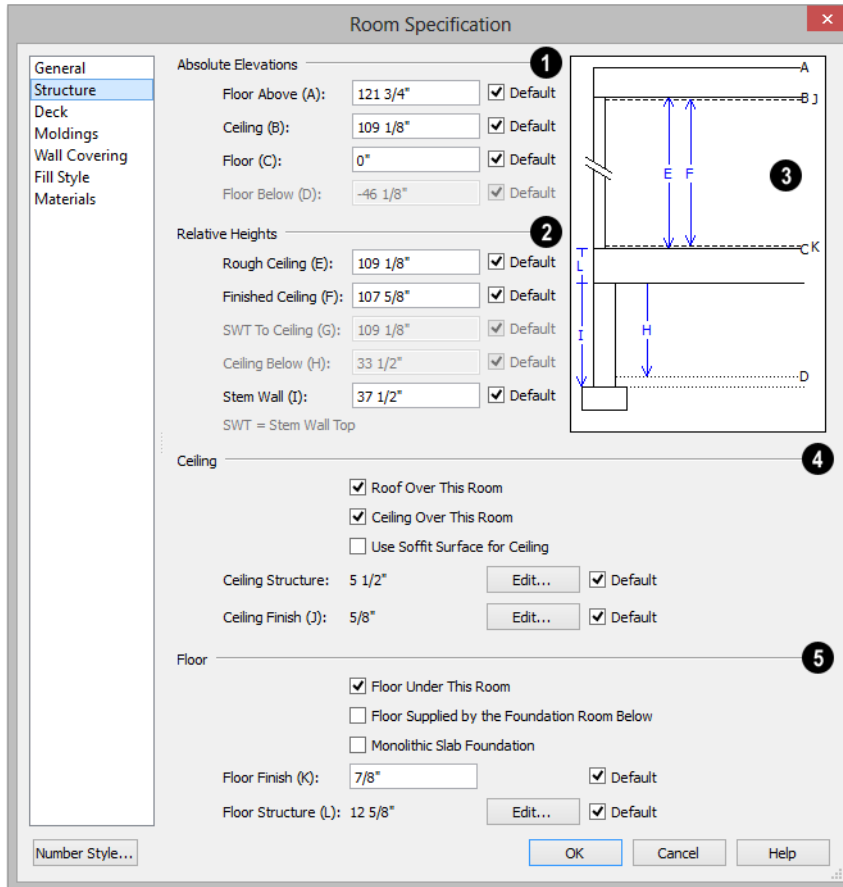 Room Specification
×
General
Structure
Deck
Moldings
Wall Covering
Fill Style
Materials
Absolute Elevations 1
Floor Above (A): 121 3/4" Default
Ceiling (B): 109 1/8" Default
Floor (C): 0" Default
Floor Below (D): -46 1/8" Default
Relative Heights 2
Rough Ceiling (E): 109 1/8" Default
Finished Ceiling (F): 107 5/8" Default
SWT To Ceiling (G): 109 1/8" Default
Ceiling Below (H): 33 1/2" Default
Stem Wall (I): 37 1/2" Default
SWT = Stem Wall Top
A
B J
E F
3
C K
L
I
H
D
Ceiling 4
Roof Over This Room
Ceiling Over This Room
Use Soffit Surface for Ceiling
Ceiling Structure: 5 1/2" Edit... Default
Ceiling Finish (J): 5/8" Edit... Default
Floor 5
Floor Under This Room
Floor Supplied by the Foundation Room Below
Monolithic Slab Foundation
Floor Finish (K): 7/8" Default
Floor Structure (L): 12 5/8" Edit... Default
Number Style... OK Cancel Help